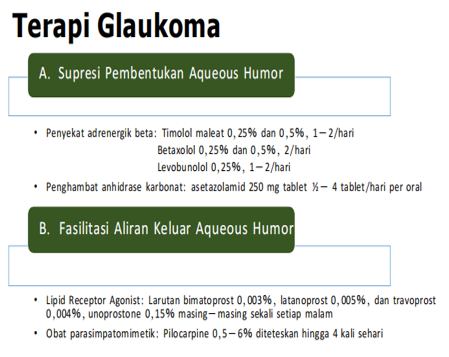 Terapi Glaukoma
A. Supresi Pembentukan Aqueous Humor
• Penyekat adrenergik beta: Timolol maleat 0,25% dan 0,5%, 1−2/hari
Betaxolol 0,25% dan 0,5%, 2/hari
Levobunolol 0,25%, 1−2/hari
• Penghambat anhidrase karbonat: asetazolamid 250 mg tablet ½− 4 tablet/hari per oral
B. Fasilitasi Aliran Keluar Aqueous Humor
• Lipid Receptor Agonist: Larutan bimatoprost 0,003%, latanoprost 0,005%, dan travoprost
0,004%, unoprostone 0,15% masing−masing sekali setiap malam
• Obat parasimpatomimetik: Pilocarpine 0,5−6% diteteskan hingga 4 kali sehari